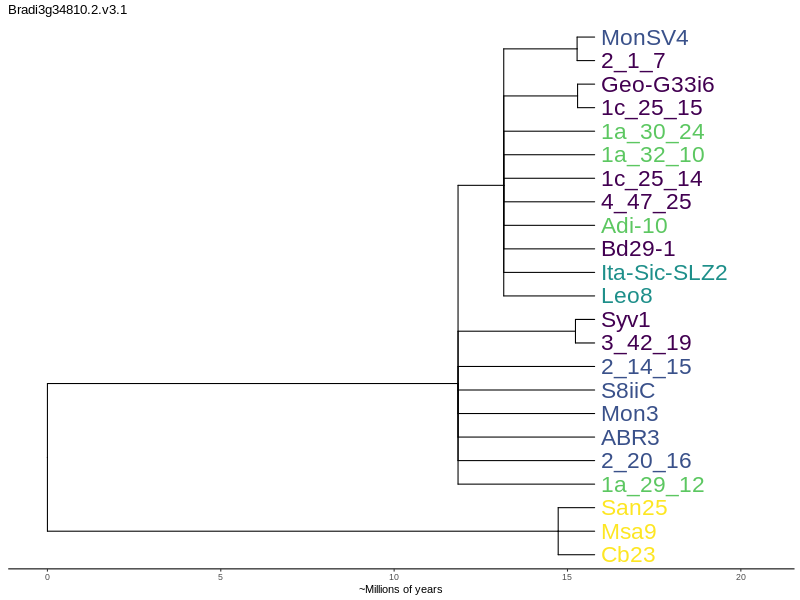 Bradi3g34810.2.v3.1
MonSV4
2_1_7
Geo-G33i6
1c_25_15
1a_30_24
1a_32_10
1c_25_14
4_47_25
Adi-10
Bd29-1
Ita-Sic-SLZ2
Leo8
Syv1
3_42_19
2_14_15
S8iiC
Mon3
ABR3
2_20_16
1a_29_12
San25
Msa9
Cb23
0 5 10 15 20
~Millions of years